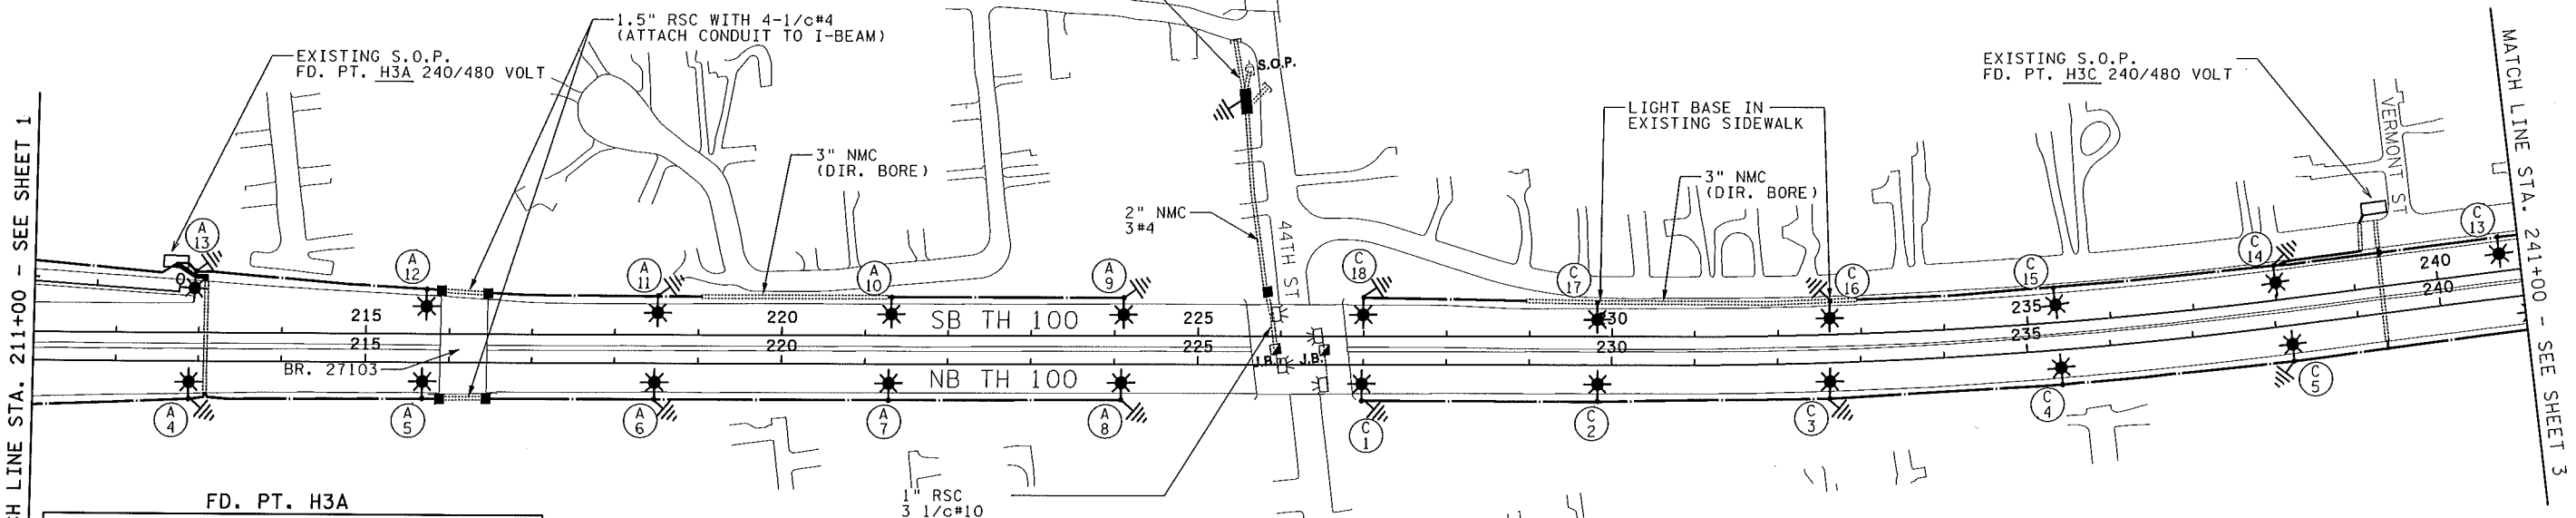 1.5" RSC WITH 4-1/c#4
(ATTACH CONDUIT TO I-BEAM)
EXISTING S.O.P.
FD. PT. H3A 240/480 VOLT
S.O.P.
EXISTING S.O.P.
FD. PT. H3C 240/480 VOLT
LIGHT BASE IN
EXISTING SIDEWALK
3" NMC
(DIR. BORE)
3" NMC
(DIR. BORE)
2" NMC
3#4
44TH ST
VERMONT ST
MATCH LINE STA. 241+00 - SEE SHEET 3
CH LINE STA. 211+00 - SEE SHEET 1
A
13
A
12
A
11
A
10
A
9
C
18
C
17
C
16
C
15
C
14
C
13
215
220
SB TH 100
225
30
235
240
215
220
225
230
235
240
BR. 27103
NB TH 100
J.B.
J.B.
A
4
A
5
A
6
A
7
A
8
C
1
C
2
C
3
C
4
C
5
1" RSC
3 1/c#10
FD. PT. H3A